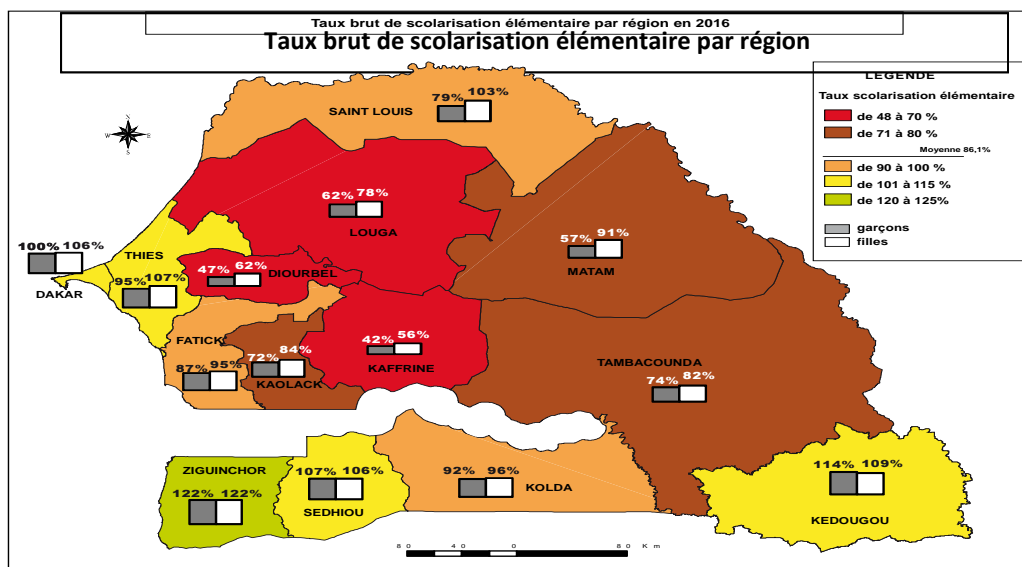 Taux brut de scolarisation élémentaire par région en 2016
Taux brut de scolarisation élémentaire par région
LEGENDE
Taux scolarisation élémentaire
de 48 à 70 %
de 71 à 80 %
Moyenne 86,1%
de 90 à 100 %
de 101 à 115 %
de 120 à 125%
garçons
filles
N
W E
S
SAINT LOUIS
79% 103%
62% 78%
LOUGA
57% 91%
MATAM
100% 106%
DAKAR
THIES
95% 107%
47% 62%
DIOURBEL
FATICK
87% 95%
72% 84%
KAOLACK
42% 56%
KAFFRINE
TAMBACOUNDA
74% 82%
ZIGUINCHOR
122% 122%
107% 106%
SEDHIOU
92% 96%
KOLDA
114% 109%
KEDOUGOU
80 40 0 80 Km